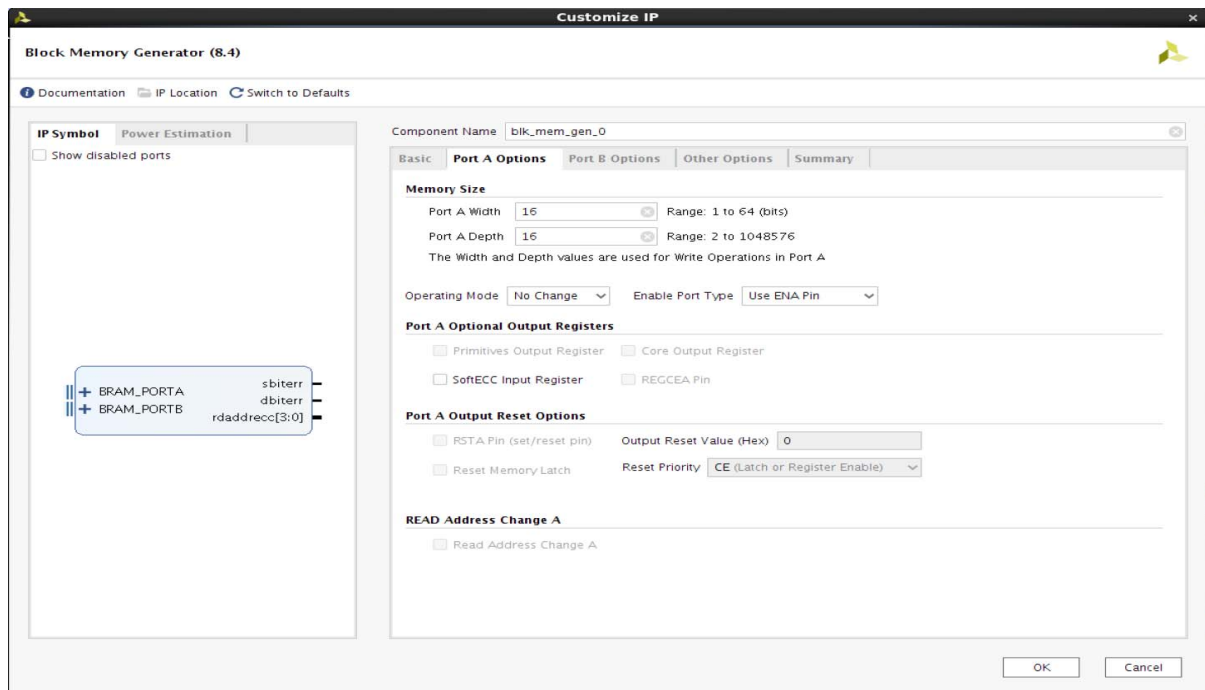 Customize IP
Block Memory Generator (8.4)
Documentation IP Location Switch to Defaults
IP Symbol Power Estimation
Show disabled ports
BRAM_PORTA
BRAM_PORTB
sbiterr
dbiterr
rdaddrecc[3:0]
Component Name blk_mem_gen_0
Basic Port A Options Port B Options Other Options Summary
Memory Size
Port A Width 16 Range: 1 to 64 (bits)
Port A Depth 16 Range: 2 to 1048576
The Width and Depth values are used for Write Operations in Port A
Operating Mode No Change Enable Port Type Use ENA Pin
Port A Optional Output Registers
Primitives Output Register Core Output Register
SoftECC Input Register REGCEA Pin
Port A Output Reset Options
RSTA Pin (set/reset pin) Output Reset Value (Hex) 0
Reset Memory Latch Reset Priority CE (Latch or Register Enable)
READ Address Change A
Read Address Change A
OK Cancel